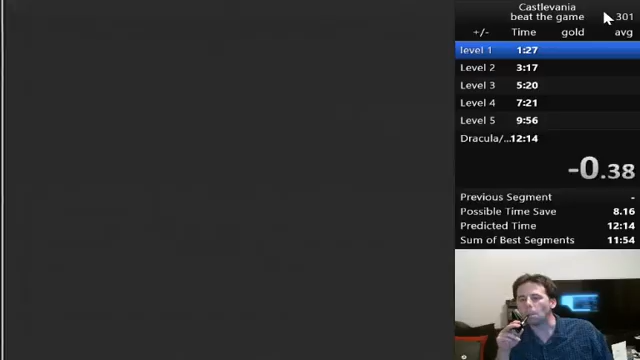 Castlevania
beat the game 301
+/- Time gold avg
level 1 1:27
Level 2 3:17
Level 3 5:20
Level 4 7:21
Level 5 9:56
Dracula/...12:14
-0.38
Previous Segment -
Possible Time Save 8.16
Predicted Time 12:14
Sum of Best Segments 11:54